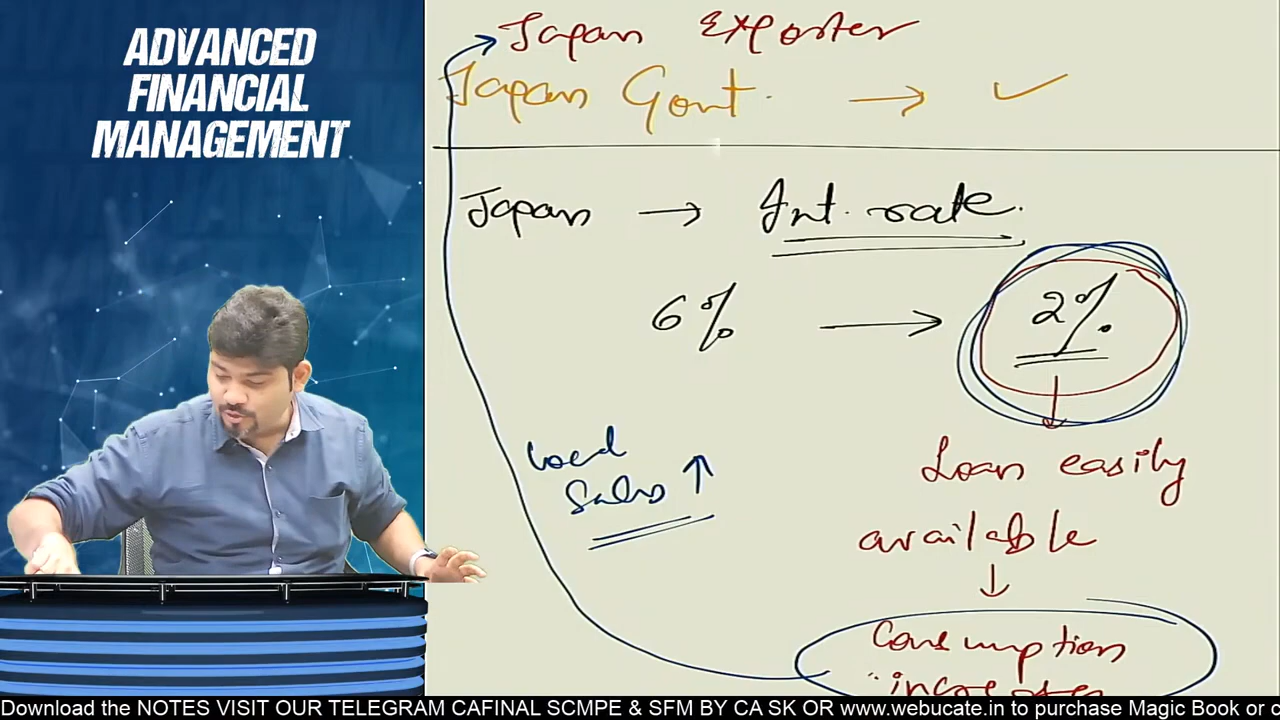 ADVANCED
FINANCIAL
MANAGEMENT
Japan Exporter
Japan Govt. → ✓
Japan → Int. rate.
6% → 2%
Loan easily
available
↓
Local
Sales ↑
Consumption
increases
Download the NOTES VISIT OUR TELEGRAM CAFINAL SCMPE & SFM BY CA SK OR www.webucate.in to purchase Magic Book or